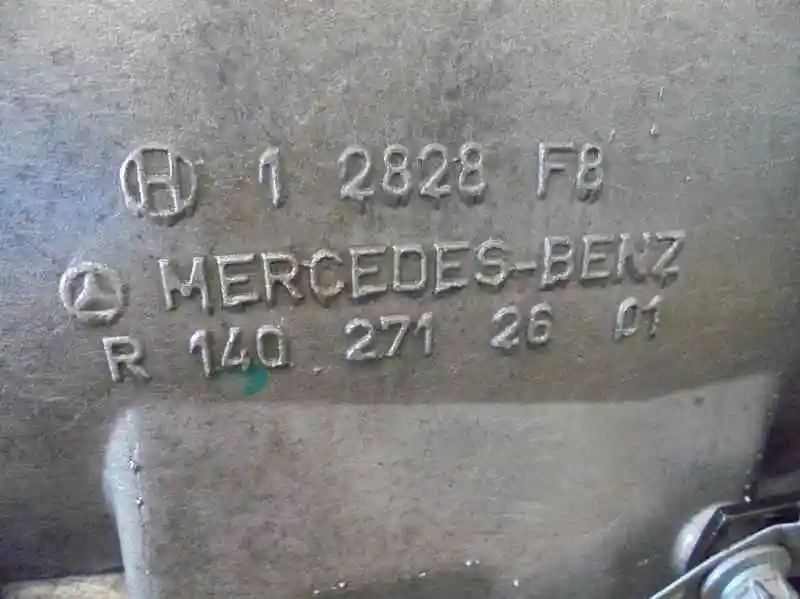 H 1 2828 F8
MERCEDES-BENZ
R 140 271 26 01